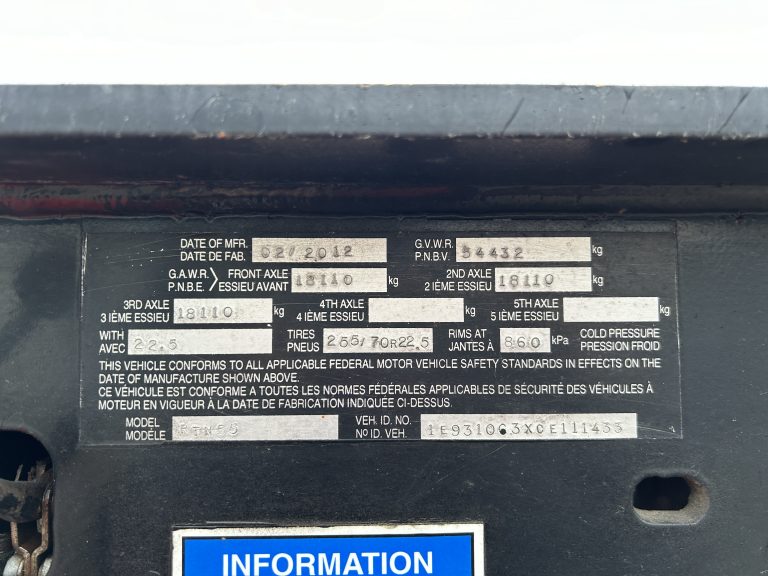 DATE OF MFR. 02/2012 G.V.W.R. 54432 kg
DATE DE FAB. P.N.B.V.
G.A.W.R. FRONT AXLE 18110 kg 2ND AXLE 18110 kg
P.N.B.E. ESSIEU AVANT 2 IÈME ESSIEU
3RD AXLE 18110 kg 4TH AXLE kg 5TH AXLE kg
3 IÈME ESSIEU 4 IÈME ESSIEU 5 IÈME ESSIEU
WITH 22.5 TIRES 255/70R22.5 RIMS AT 860 kPa COLD PRESSURE
AVEC PNEUS JANTES À PRESSION FROID
THIS VEHICLE CONFORMS TO ALL APPLICABLE FEDERAL MOTOR VEHICLE SAFETY STANDARDS IN EFFECTS ON THE
DATE OF MANUFACTURE SHOWN ABOVE.
CE VÉHICULE EST CONFORME A TOUTES LES NORMES FÉDÉRALES APPLICABLES DE SÉCURITÉ DES VÉHICULES À
MOTEUR EN VIGUEUR À LA DATE DE FABRICATION INDIQUÉE CI-DESSUS.
MODEL VEH. ID. NO.
MODÈLE Nº ID. VEH.
INFORMATION